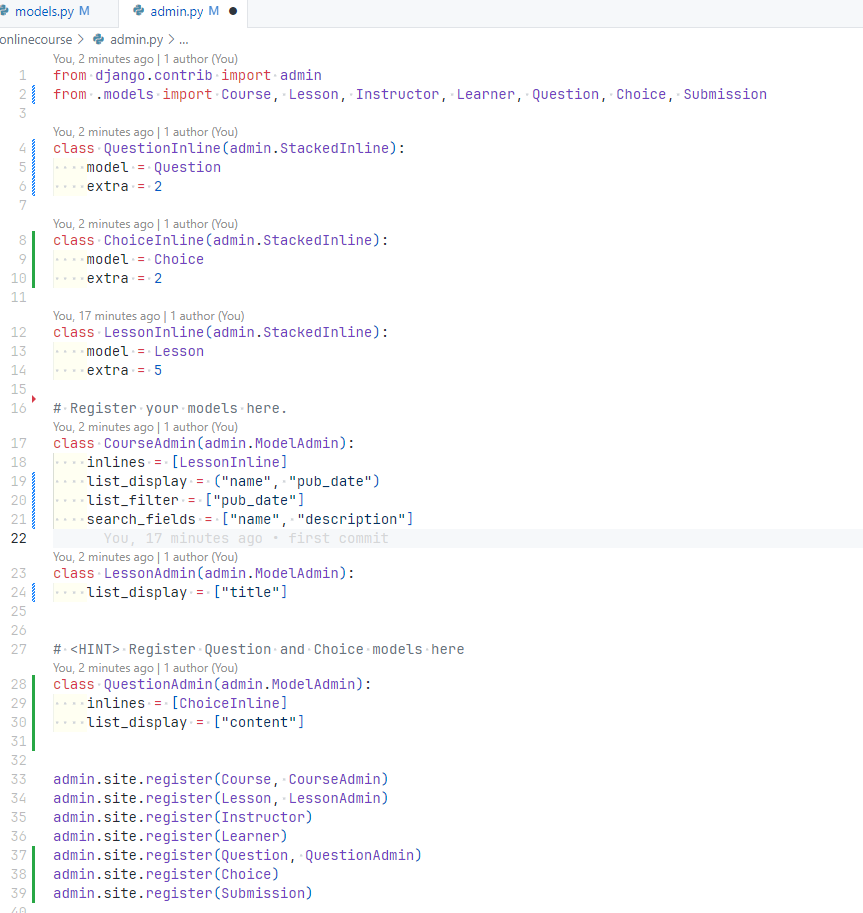 models.py M
admin.py M
onlinecourse > admin.py > ...
You, 2 minutes ago | 1 author (You)
1 from django.contrib import admin
2 from .models import Course, Lesson, Instructor, Learner, Question, Choice, Submission
3
You, 2 minutes ago | 1 author (You)
4 class QuestionInline(admin.StackedInline):
5     model = Question
6     extra = 2
7
You, 2 minutes ago | 1 author (You)
8 class ChoiceInline(admin.StackedInline):
9     model = Choice
10     extra = 2
11
You, 17 minutes ago | 1 author (You)
12 class LessonInline(admin.StackedInline):
13     model = Lesson
14     extra = 5
15
16 # Register your models here.
You, 2 minutes ago | 1 author (You)
17 class CourseAdmin(admin.ModelAdmin):
18     inlines = [LessonInline]
19     list_display = ("name", "pub_date")
20     list_filter = ["pub_date"]
21     search_fields = ["name", "description"]
22       You, 17 minutes ago • first commit
You, 2 minutes ago | 1 author (You)
23 class LessonAdmin(admin.ModelAdmin):
24     list_display = ["title"]
25
26
27 # <HINT> Register Question and Choice models here
You, 2 minutes ago | 1 author (You)
28 class QuestionAdmin(admin.ModelAdmin):
29     inlines = [ChoiceInline]
30     list_display = ["content"]
31
32
33 admin.site.register(Course, CourseAdmin)
34 admin.site.register(Lesson, LessonAdmin)
35 admin.site.register(Instructor)
36 admin.site.register(Learner)
37 admin.site.register(Question, QuestionAdmin)
38 admin.site.register(Choice)
39 admin.site.register(Submission)
40